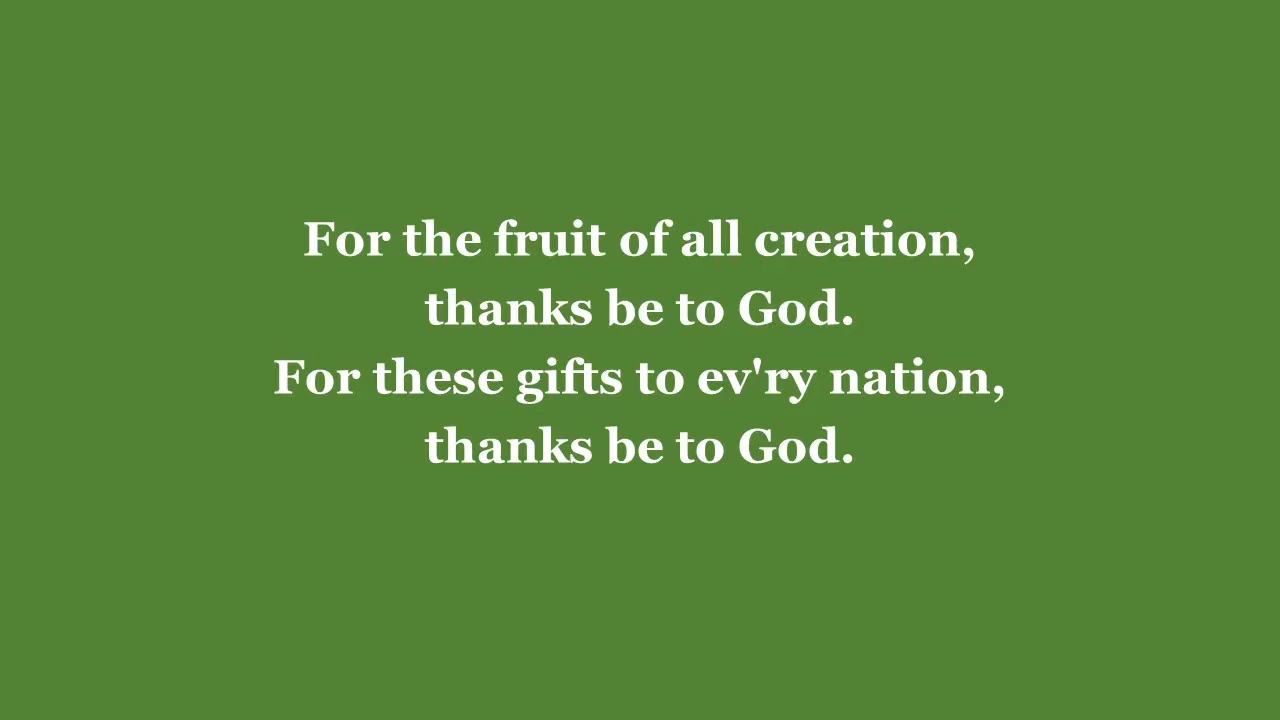 For the fruit of all creation,
thanks be to God.
For these gifts to ev'ry nation,
thanks be to God.